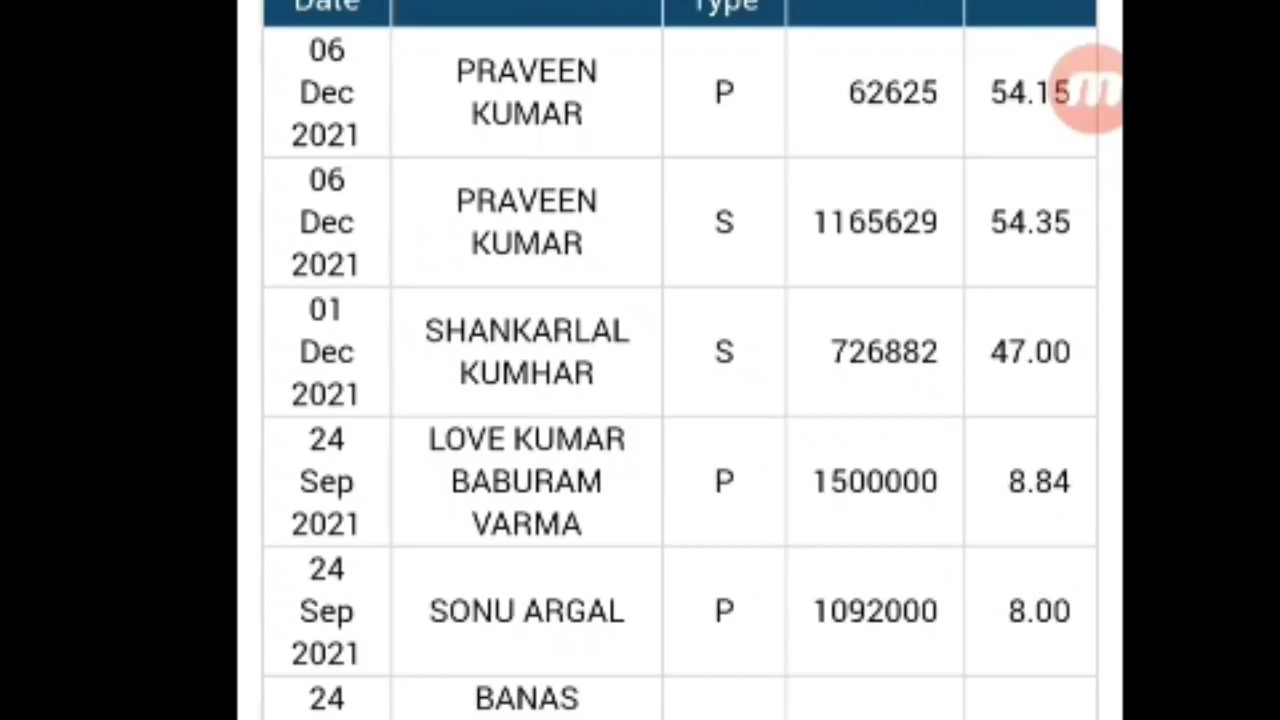 Date Type
06
Dec
2021
PRAVEEN
KUMAR
P
62625
54.15
06
Dec
2021
PRAVEEN
KUMAR
S
1165629
54.35
01
Dec
2021
SHANKARLAL
KUMHAR
S
726882
47.00
24
Sep
2021
LOVE KUMAR
BABURAM
VARMA
P
1500000
8.84
24
Sep
2021
SONU ARGAL
P
1092000
8.00
24
BANAS